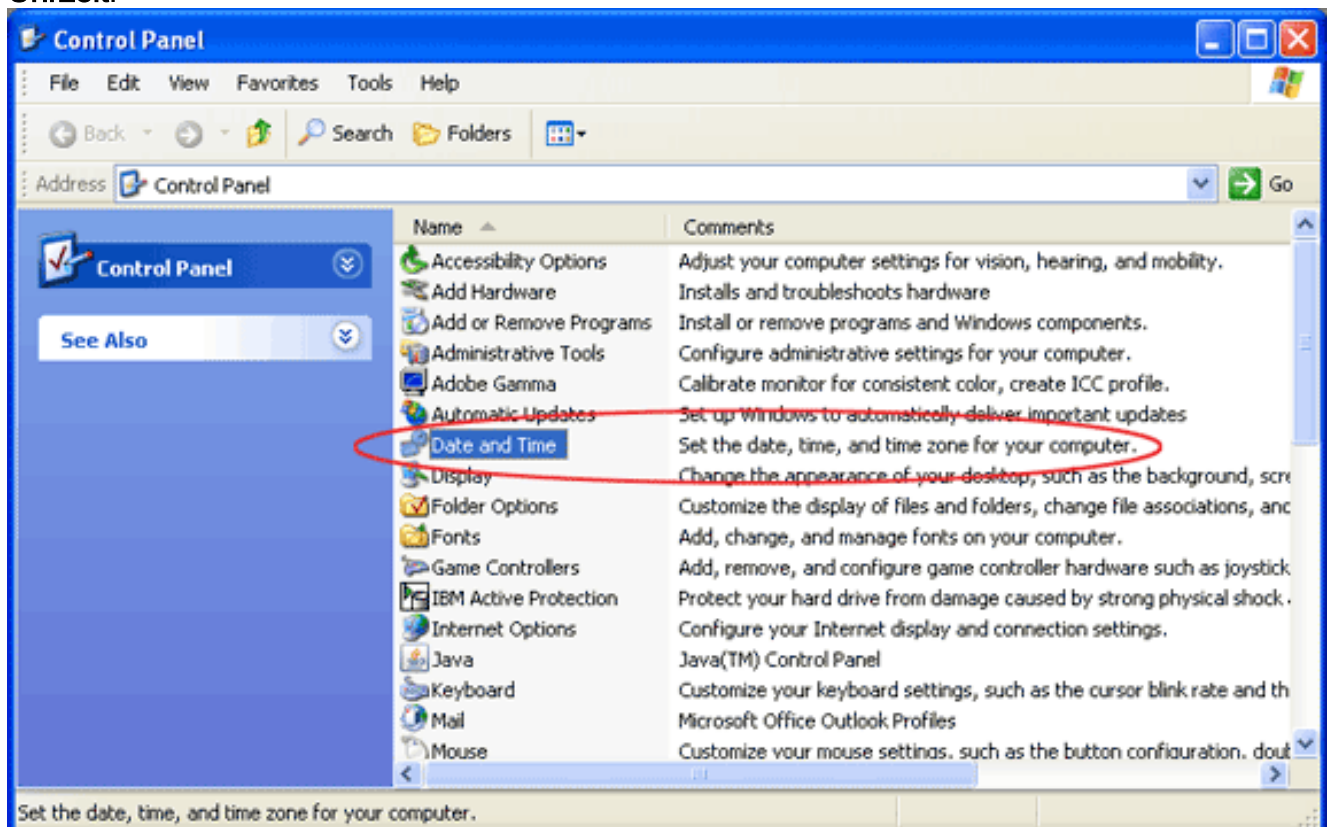 Control Panel
File Edit View Favorites Tools Help
Back Search Folders
Address Control Panel Go
Control Panel
See Also
Name Comments
Accessibility Options Adjust your computer settings for vision, hearing, and mobility.
Add Hardware Installs and troubleshoots hardware
Add or Remove Programs Install or remove programs and Windows components.
Administrative Tools Configure administrative settings for your computer.
Adobe Gamma Calibrate monitor for consistent color, create ICC profile.
Automatic Updates Set up Windows to automatically deliver important updates
Date and Time Set the date, time, and time zone for your computer.
Display Change the appearance of your desktop, such as the background, scre
Folder Options Customize the display of files and folders, change file associations, anc
Fonts Add, change, and manage fonts on your computer.
Game Controllers Add, remove, and configure game controller hardware such as joystick
IBM Active Protection Protect your hard drive from damage caused by strong physical shock
Internet Options Configure your Internet display and connection settings.
Java Java(TM) Control Panel
Keyboard Customize your keyboard settings, such as the cursor blink rate and th
Mail Microsoft Office Outlook Profiles
Mouse Customize your mouse settings, such as the button configuration, doub
Set the date, time, and time zone for your computer.